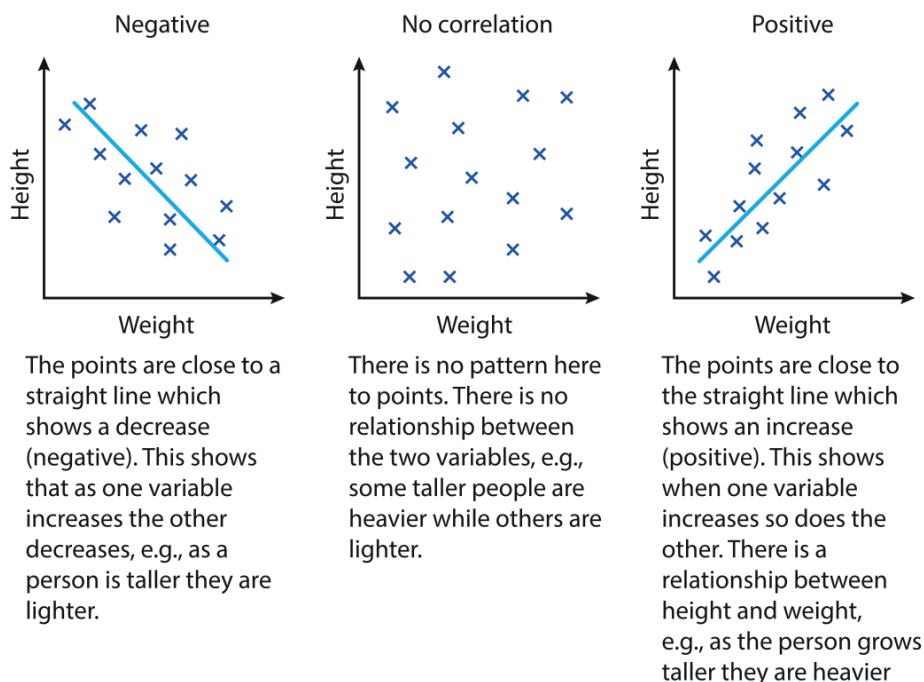 Negative
No correlation
Positive
Height
Weight
Height
Weight
Height
Weight
The points are close to a
straight line which
shows a decrease
(negative). This shows
that as one variable
increases the other
decreases, e.g., as a
person is taller they are
lighter.
There is no pattern here
to points. There is no
relationship between
the two variables, e.g.,
some taller people are
heavier while others are
lighter.
The points are close to
the straight line which
shows an increase
(positive). This shows
when one variable
increases so does the
other. There is a
relationship between
height and weight,
e.g., as the person grows
taller they are heavier